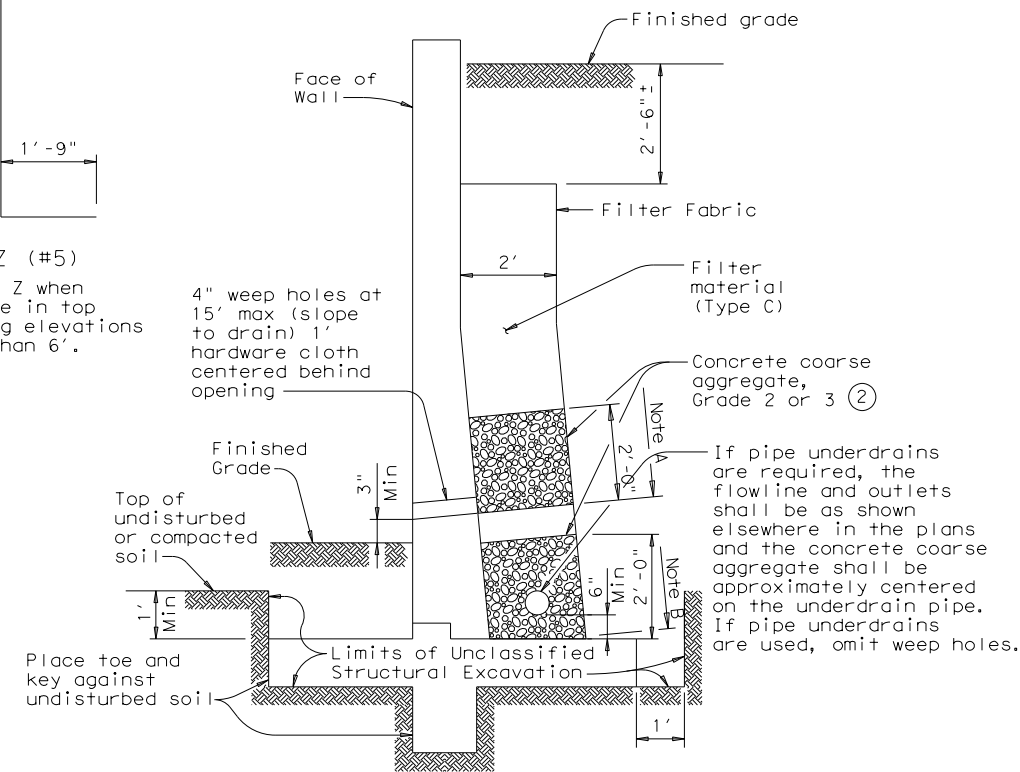 1'-9"
Z (#5)
Z when
e in top
g elevations
han 6'.
Finished grade
Face of
Wall
2'-6"±
Filter Fabric
2'
Filter
material
(Type C)
4" weep holes at
15' max (slope
to drain) 1'
hardware cloth
centered behind
opening
Concrete coarse
aggregate,
Grade 2 or 3 2
Note A
2'-0"
Finished
Grade
3"
Min
If pipe underdrains
are required, the
flowline and outlets
shall be as shown
elsewhere in the plans
and the concrete coarse
aggregate shall be
approximately centered
on the underdrain pipe.
If pipe underdrains
are used, omit weep holes.
Top of
undisturbed
or compacted
soil
1'
Min
6"
Min
2'-0"
Note B
Place toe and
key against
undisturbed soil
Limits of Unclassified
Structural Excavation
1'